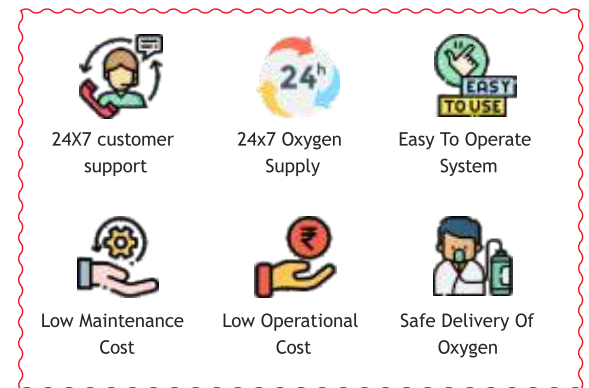 24h
EASY
TO USE
24X7 customer
support
24x7 Oxygen
Supply
Easy To Operate
System
₹
Low Maintenance
Cost
Low Operational
Cost
Safe Delivery Of
Oxygen